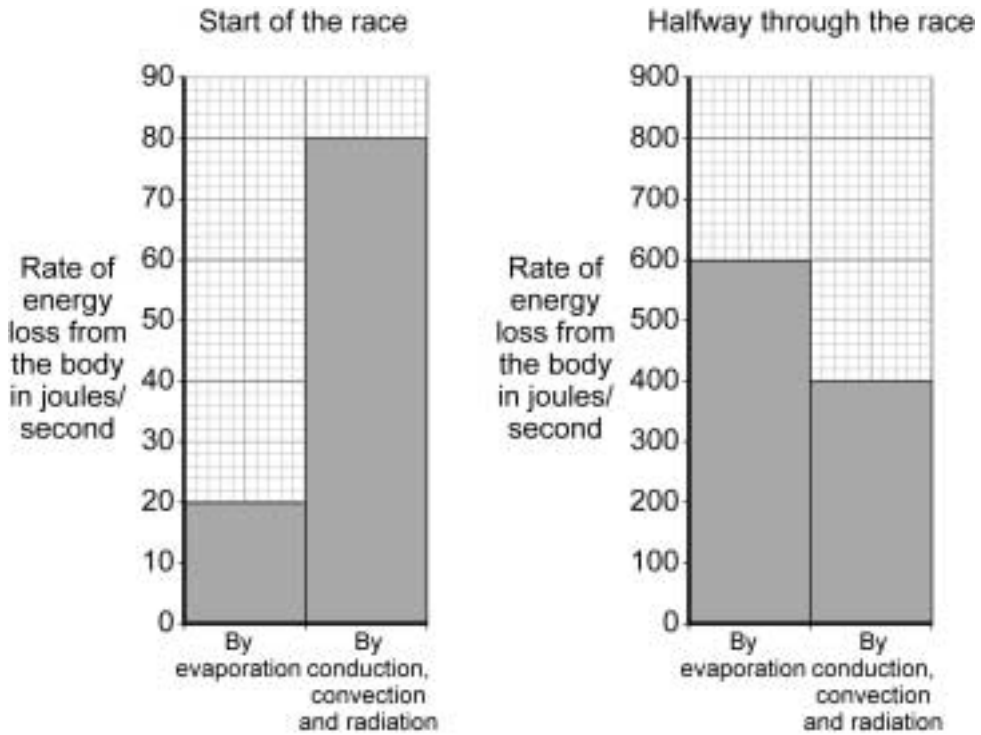 Start of the race
90
80
70
60
50
40
30
20
10
0
Rate of
energy
loss from
the body
in joules/
second
By
evaporation
By
conduction,
convection
and radiation
Halfway through the race
900
800
700
600
500
400
300
200
100
0
Rate of
energy
loss from
the body
in joules/
second
By
evaporation
By
conduction,
convection
and radiation